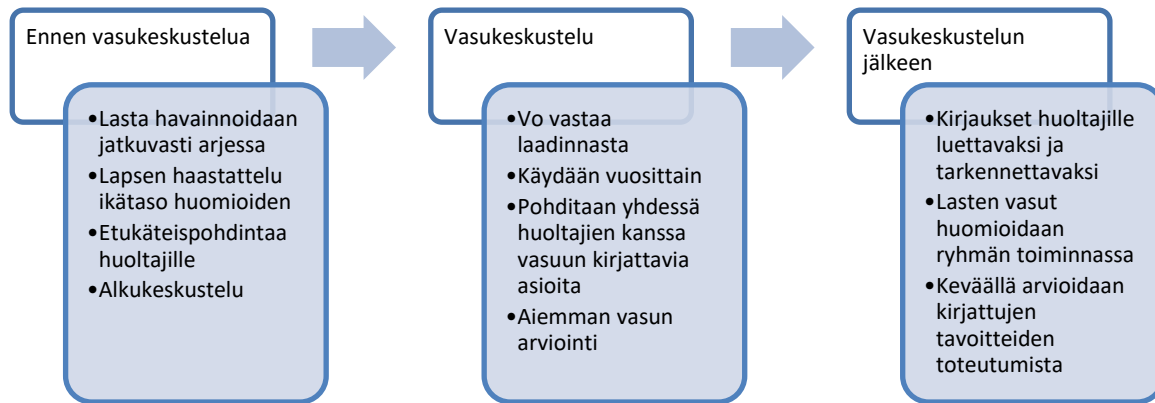 Ennen vasukeskustelua
•Lasta havainnoidaan
jatkuvasti arjessa
•Lapsen haastattelu
ikätaso huomioiden
•Etukäteispohdintaa
huoltajille
•Alkukeskustelu
Vasukeskustelu
•Vo vastaa
laadinnasta
•Käydään vuosittain
•Pohditaan yhdessä
huoltajien kanssa
vasuun kirjattavia
asioita
•Aiemman vasun
arviointi
Vasukeskustelun
jälkeen
•Kirjaukset huoltajille
luettavaksi ja
tarkennettavaksi
•Lasten vasut
huomioidaan
ryhmän toiminnassa
•Keväällä arvioidaan
kirjattujen
tavoitteiden
toteutumista